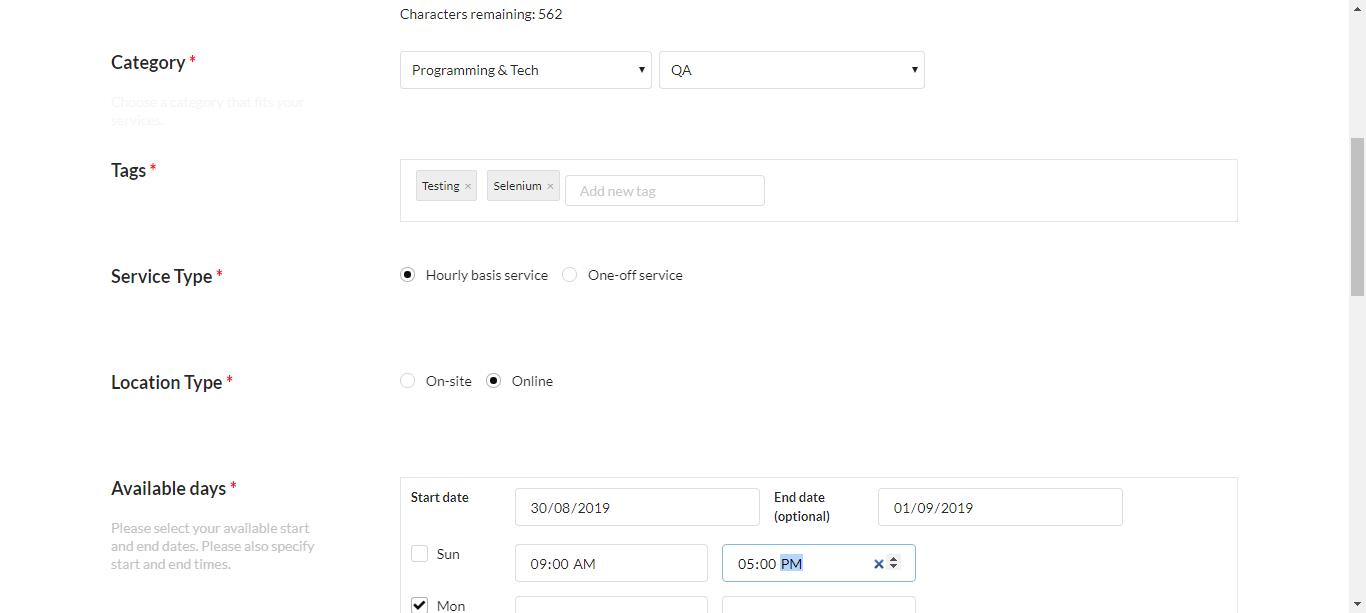 Characters remaining: 562
Category *
Programming & Tech
QA
Choose a category that fits your
services.
Tags *
Testing ×
Selenium ×
Add new tag
Service Type *
Hourly basis service
One-off service
Location Type *
On-site
Online
Available days *
Please select your available start
and end dates. Please also specify
start and end times.
Start date
30/08/2019
End date
(optional)
01/09/2019
Sun
09:00 AM
05:00 PM
Mon